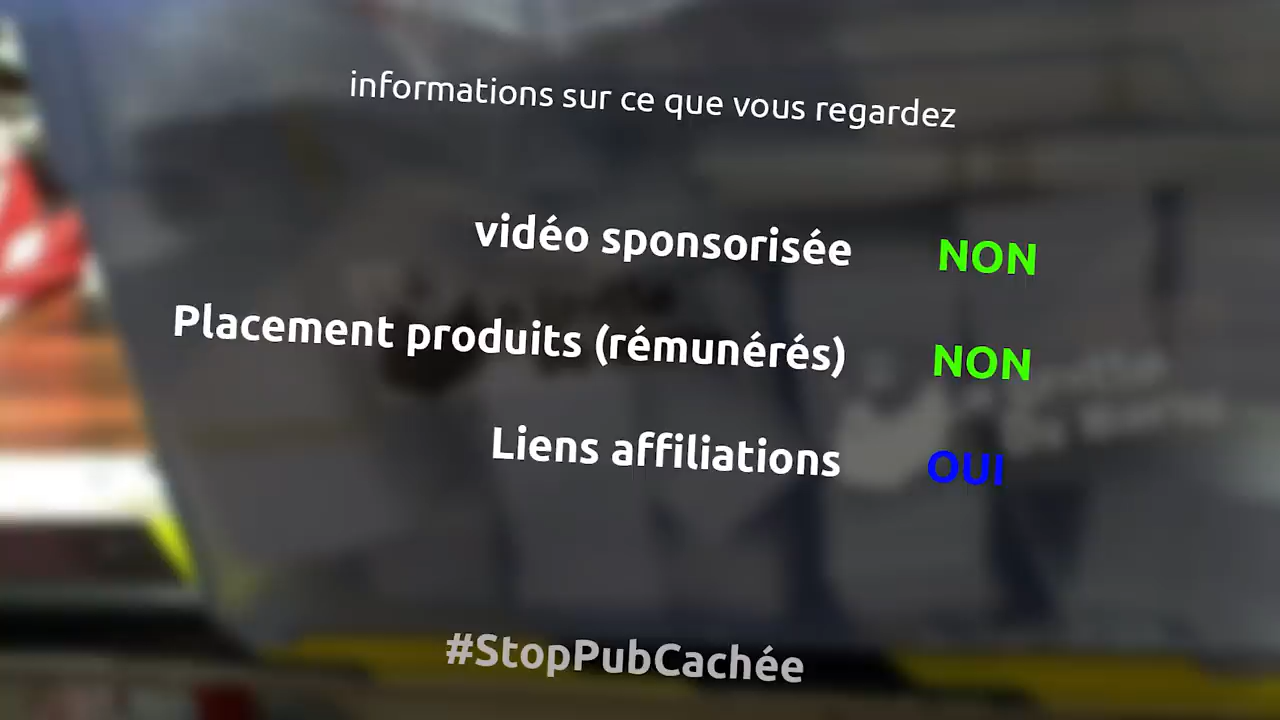 informations sur ce que vous regardez
vidéo sponsorisée NON
Placement produits (rémunérés) NON
Liens affiliations OUI
#StopPubCachée